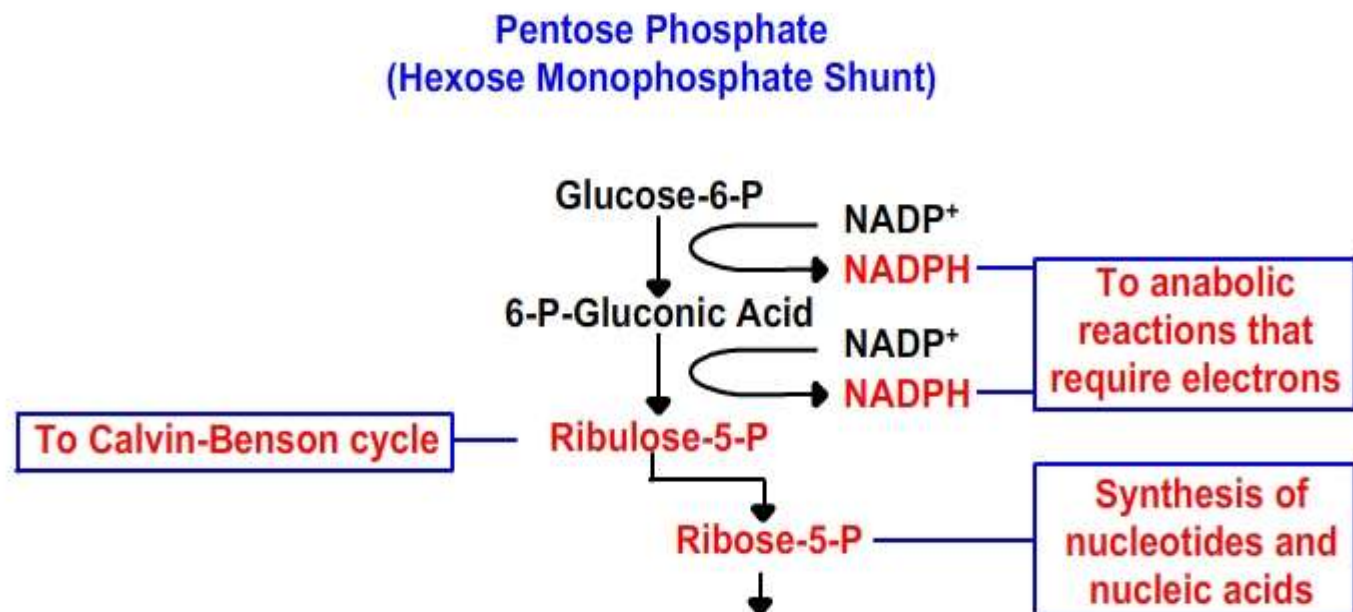 Pentose Phosphate
(Hexose Monophosphate Shunt)
Glucose-6-P
NADP⁺
NADPH
To anabolic
reactions that
require electrons
6-P-Gluconic Acid
NADP⁺
NADPH
To Calvin-Benson cycle
Ribulose-5-P
Ribose-5-P
Synthesis of
nucleotides and
nucleic acids